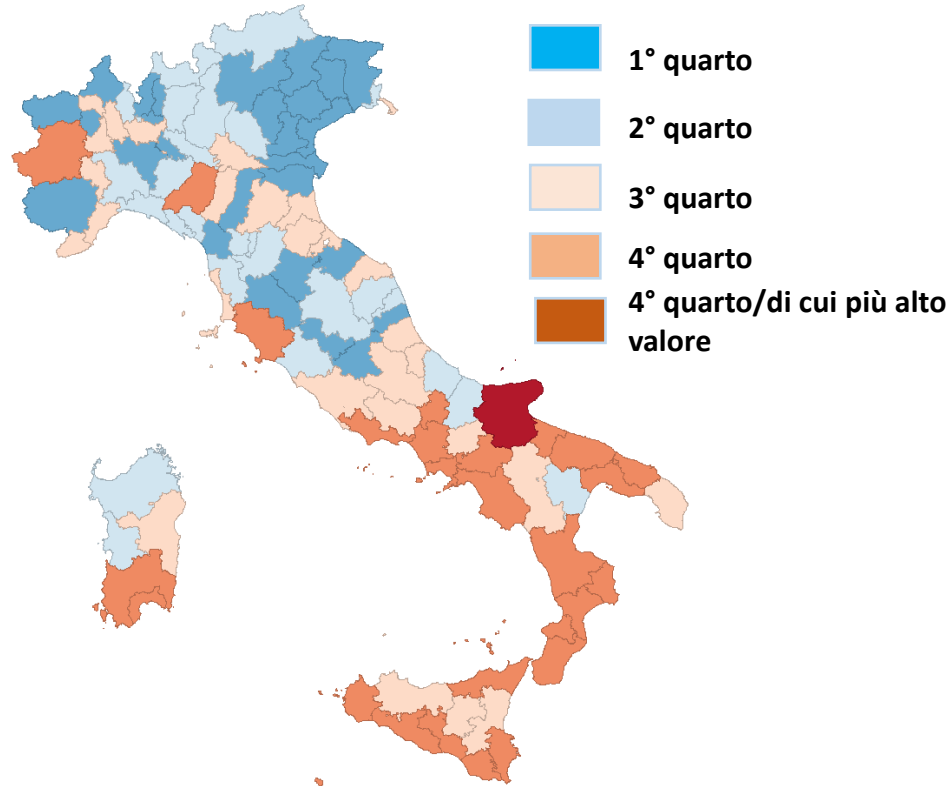 1° quarto
2° quarto
3° quarto
4° quarto
4° quarto/di cui più alto
valore